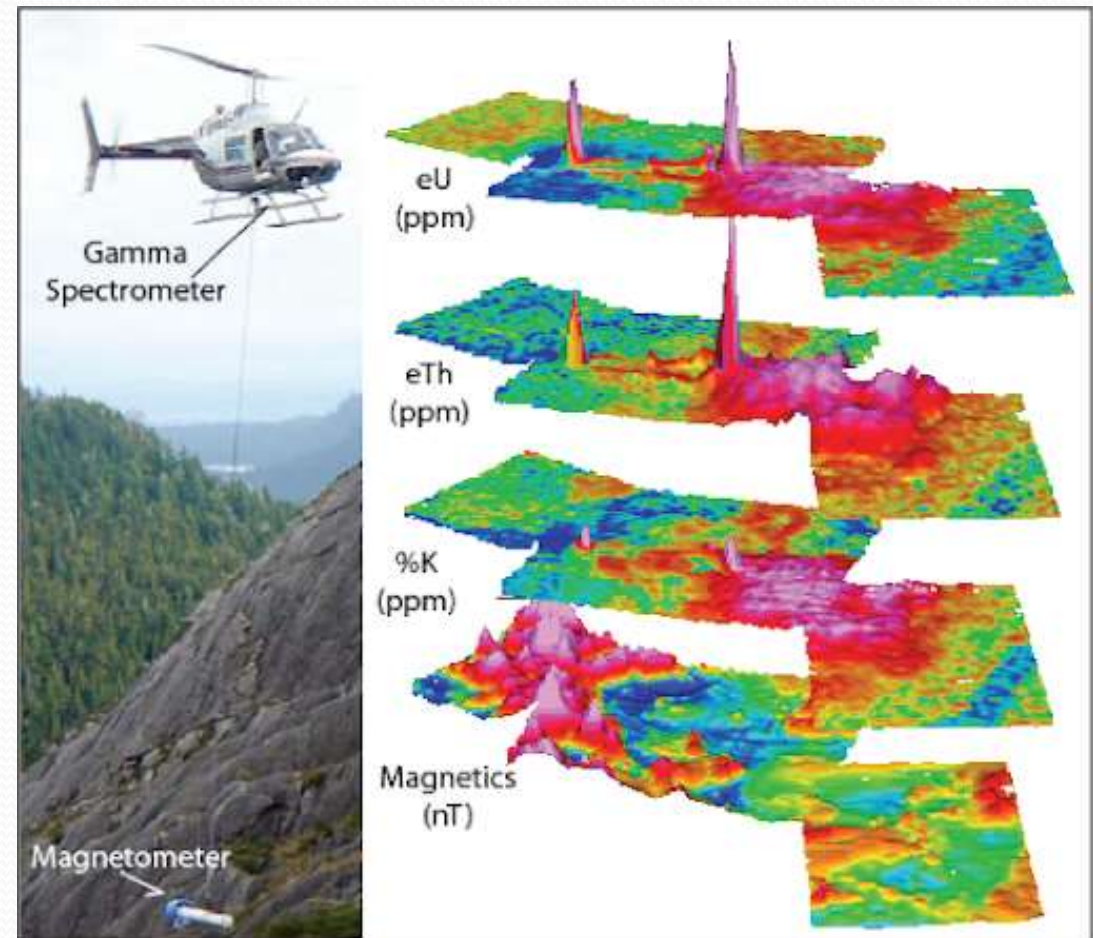 Gamma
Spectrometer
Magnetometer
eU
(ppm)
eTh
(ppm)
%K
(ppm)
Magnetics
(nT)